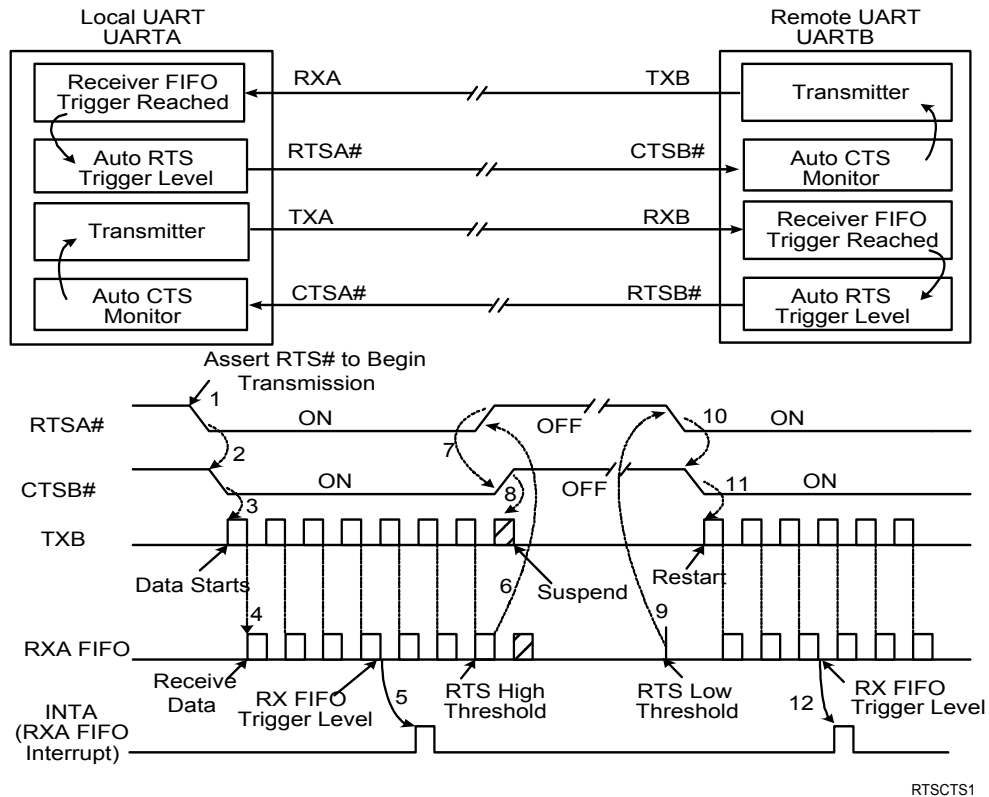 Local UART
UARTA
Remote UART
UARTB
Receiver FIFO
Trigger Reached
RXA
TXB
Transmitter
Auto RTS
Trigger Level
RTSA#
CTSB#
Auto CTS
Monitor
Transmitter
TXA
RXB
Receiver FIFO
Trigger Reached
Auto CTS
Monitor
CTSA#
RTSB#
Auto RTS
Trigger Level
Assert RTS# to Begin
Transmission
RTSA#
1
ON
7
OFF
10
ON
2
CTSB#
ON
8
OFF
11
ON
3
TXB
Data Starts
6
Suspend
Restart
4
9
RXA FIFO
Receive
Data
RX FIFO
Trigger Level
5
RTS High
Threshold
RTS Low
Threshold
12
RX FIFO
Trigger Level
INTA
(RXA FIFO
Interrupt)
RTSCTS1